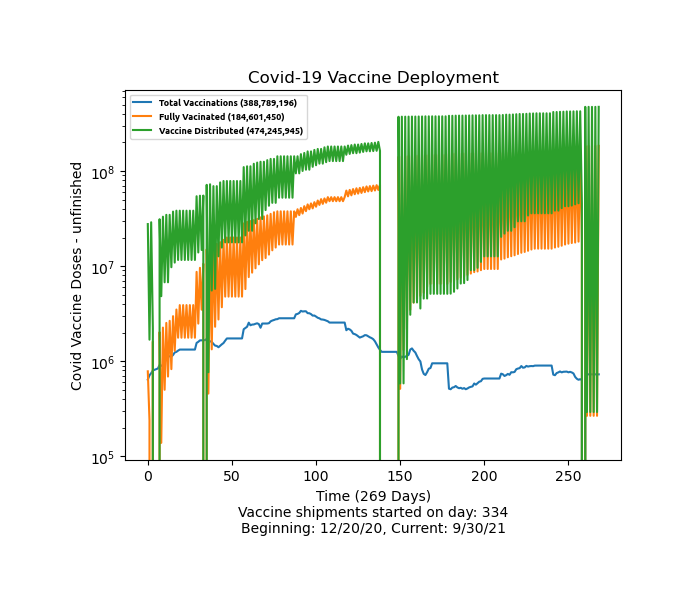 Covid-19 Vaccine Deployment
Total Vaccinations (388,789,196)
Fully Vacinated (184,601,450)
Vaccine Distributed (474,245,945)
Covid Vaccine Doses - unfinished
10⁸
10⁷
10⁶
10⁵
0 50 100 150 200 250
Time (269 Days)
Vaccine shipments started on day: 334
Beginning: 12/20/20, Current: 9/30/21